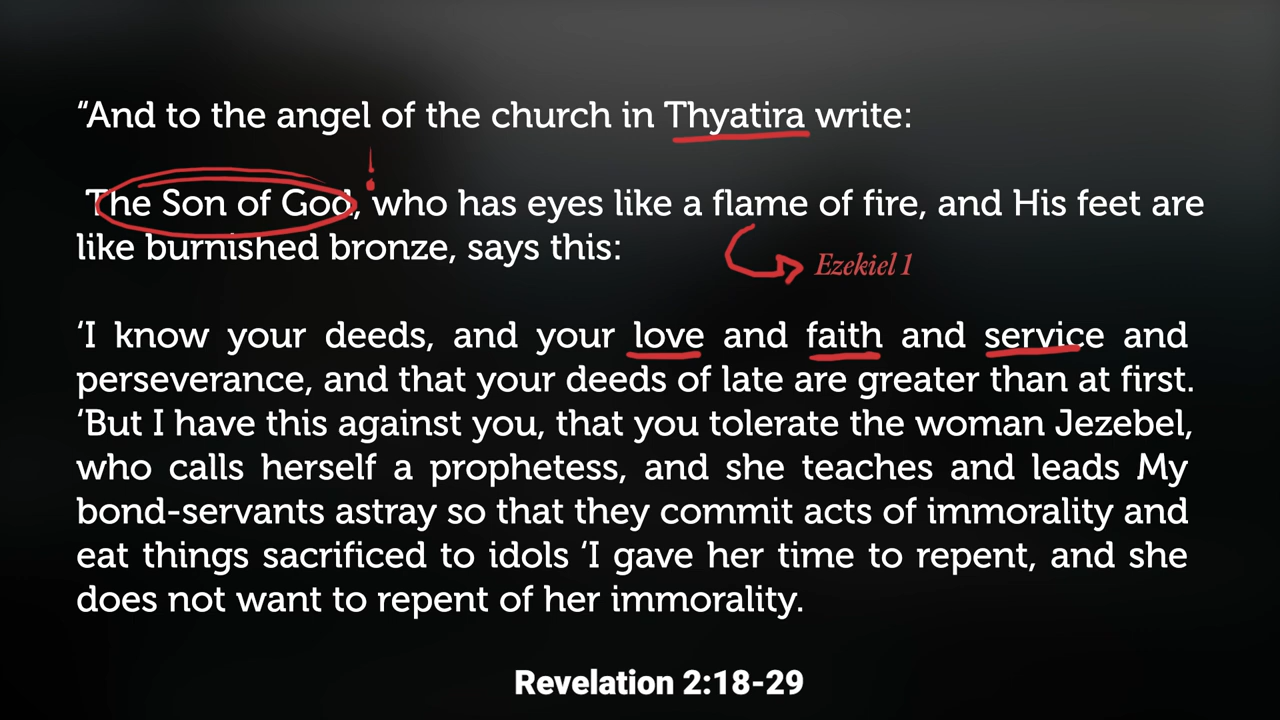 “And to the angel of the church in Thyatira write:
!
The Son of God, who has eyes like a flame of fire, and His feet are
like burnished bronze, says this:
Ezekiel 1
‘I know your deeds, and your love and faith and service and
perseverance, and that your deeds of late are greater than at first.
‘But I have this against you, that you tolerate the woman Jezebel,
who calls herself a prophetess, and she teaches and leads My
bond-servants astray so that they commit acts of immorality and
eat things sacrificed to idols ‘I gave her time to repent, and she
does not want to repent of her immorality.
Revelation 2:18-29